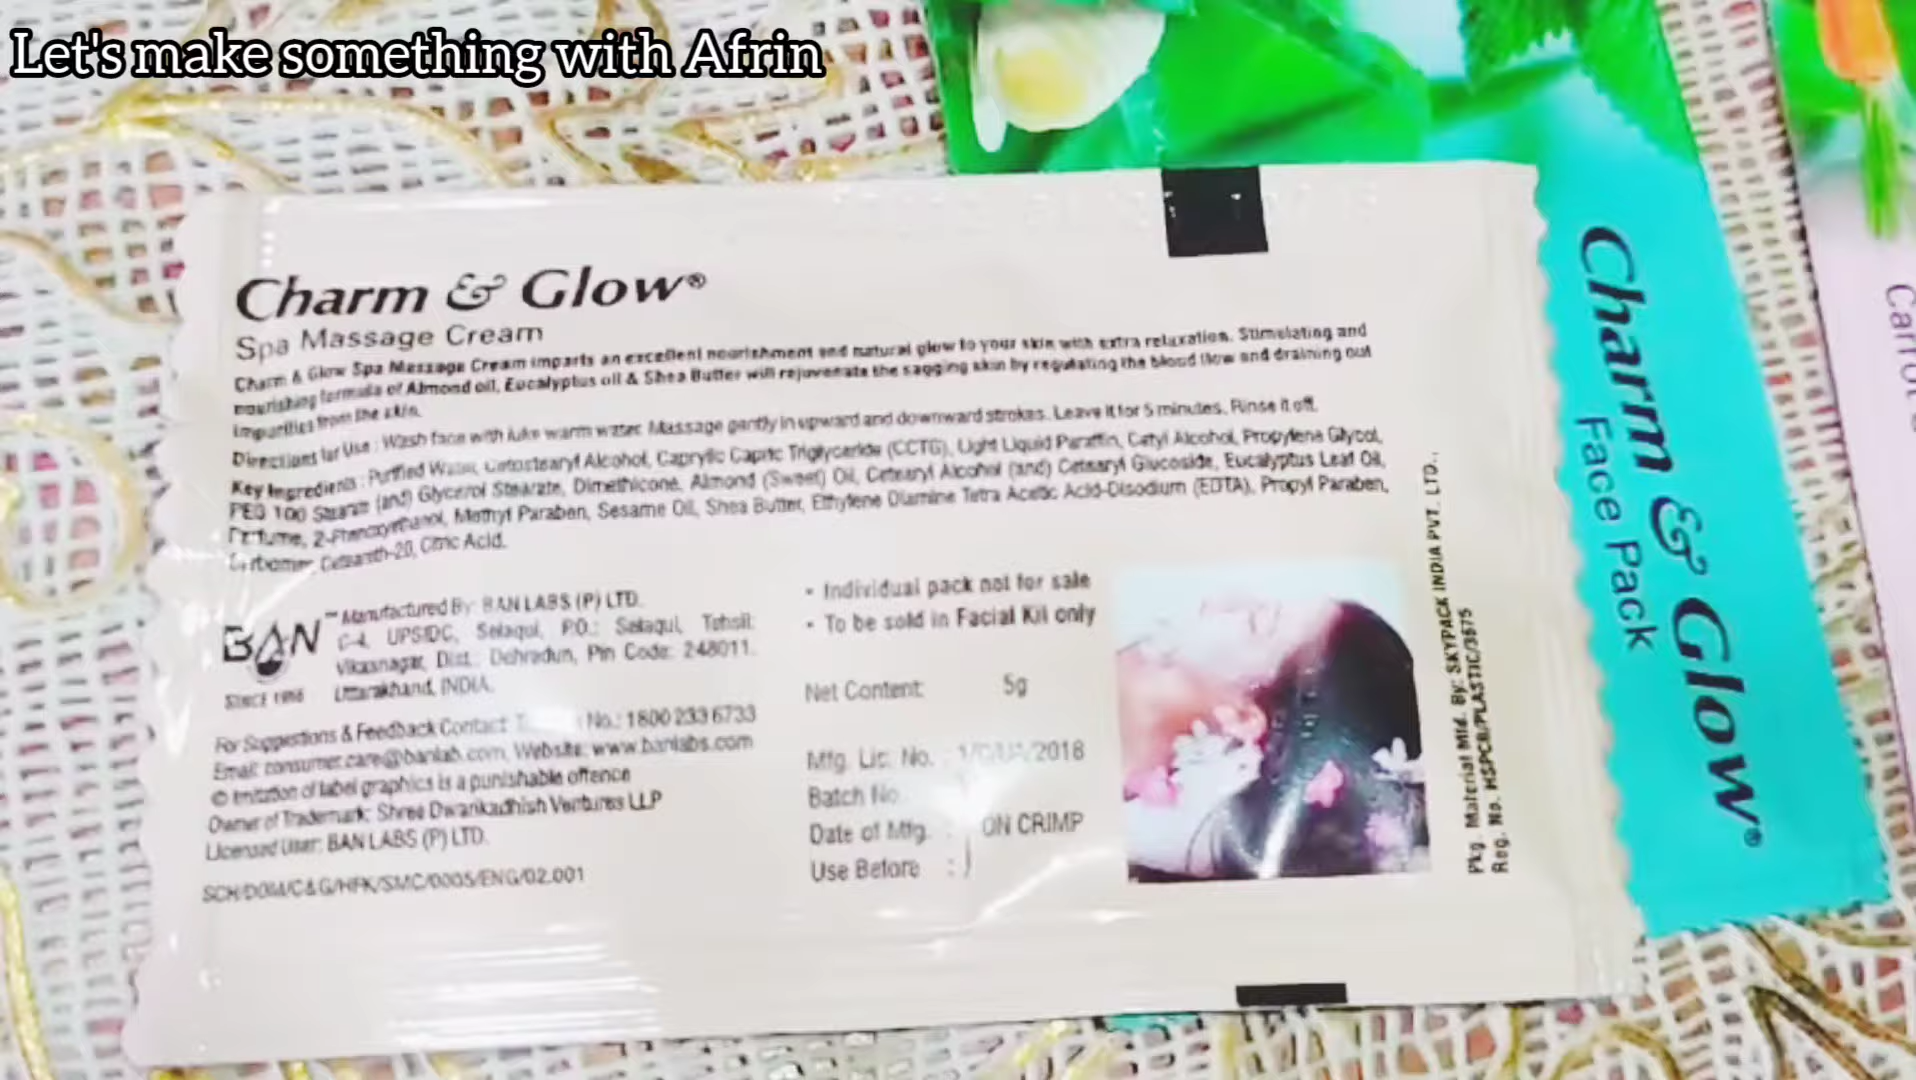 Let's make something with Afrin
Charm & Glow®
Spa Massage Cream
Charm & Glow Spa Massage Cream imparts an excellent nourishment and natural glow to your skin with extra relaxation. Stimulating and
nourishing formula of Almond oil, Eucalyptus oil & Shea Butter will rejuvenate the sagging skin by regulating the blood flow and draining out
impurities from the skin.
Directions for Use : Wash face with luke warm water. Massage gently in upward and downward strokes. Leave it for 5 minutes. Rinse it off.
Key Ingredients : Purified Water, Cetostearyl Alcohol, Caprylic Capric Triglyceride (CCTG), Light Liquid Paraffin, Cetyl Alcohol, Propylene Glycol,
PEG 100 Stearate (and) Glycerol Stearate, Dimethicone, Almond (Sweet) Oil, Cetearyl Alcohol (and) Cetearyl Glucoside, Eucalyptus Leaf Oil,
Perfume, 2-Phenoxyethanol, Methyl Paraben, Sesame Oil, Shea Butter, Ethylene Diamine Tetra Acetic Acid-Disodium (EDTA), Propyl Paraben,
Carbomer, Ceteareth-20, Citric Acid.
BAN™
SINCE
Manufactured By: BAN LABS (P) LTD.
C-4, UPSIDC, Selaqui, P.O.: Selaqui, Tehsil:
Vikasnagar, Dist.: Dehradun, Pin Code: 248011.
Uttarakhand, INDIA.
For Suggestions & Feedback Contact: No.: 1800 233 6733
Email: consumer.care@banlab.com, Website: www.banlabs.com
© Imitation of label graphics is a punishable offence
Owner of Trademark: Shree Dwarkadhish Ventures LLP
Licensed User: BAN LABS (P) LTD.
SCH/DOM/C&G/HFK/SMC/0005/ENG/02.001
• Individual pack not for sale
• To be sold in Facial Kit only
Net Content: 5g
Mfg. Lic. No. : 2018
Batch No.
Date of Mfg. : ON CRIMP
Use Before :
Pkg. Material Mfd. By: SKYPACK INDIA PVT. LTD.,
Reg. No. HSPCB/PLASTIC/3675
Charm & Glow®
Face Pack
Carrot